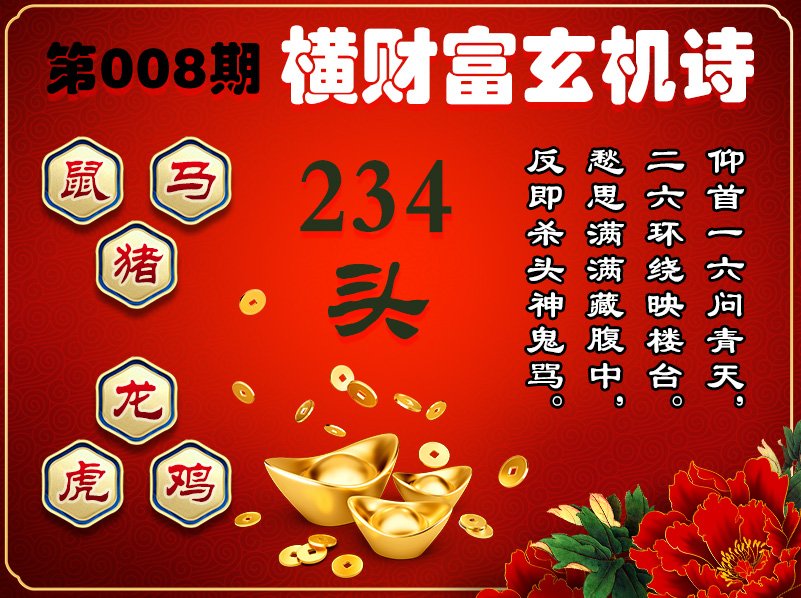 第008期 横财富玄机诗
鼠 马
猪
龙
虎 鸡
234
头
仰首一六问青天，
二六环绕映楼台。
愁思满满藏腹中，
反即杀头神鬼骂。